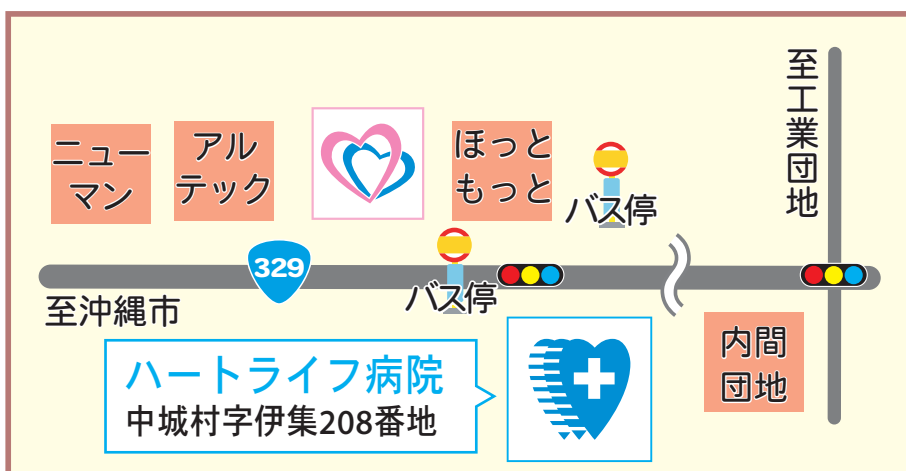 ニュー
マン
アル
テック
ほっと
もっと
バス停
至工業団地
329
バス停
至沖縄市
ハートライフ病院
中城村字伊集208番地
内間
団地